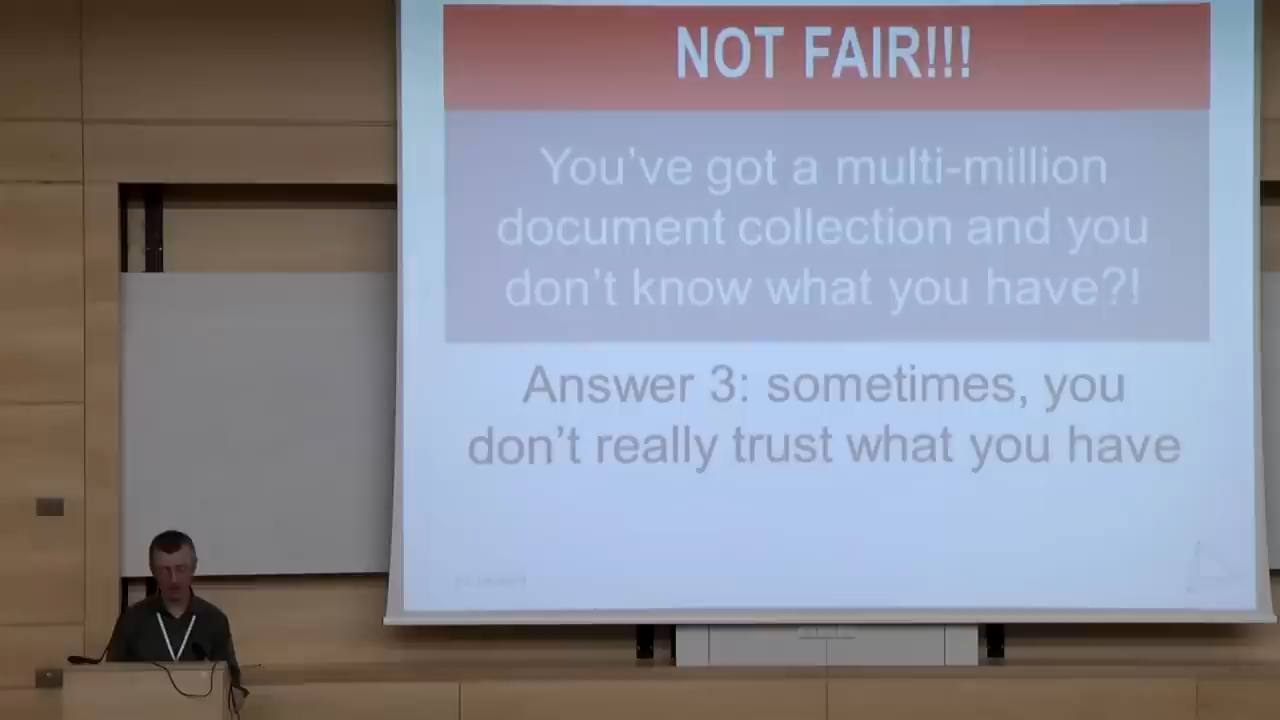 NOT FAIR!!!
You've got a multi-million
document collection and you
don't know what you have?!
Answer 3: sometimes, you
don't really trust what you have